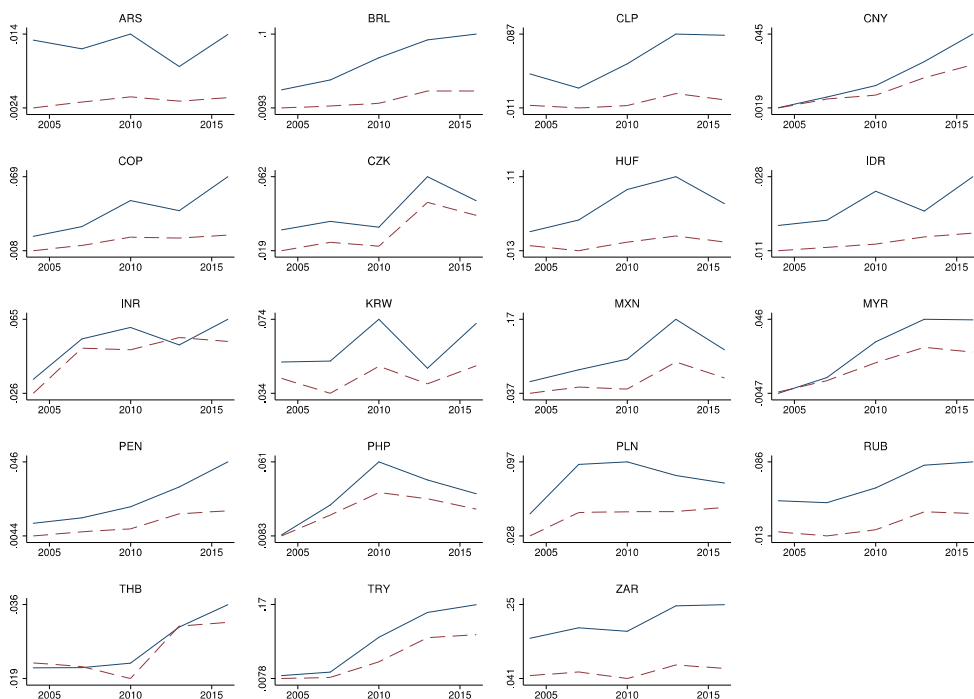 ARS BRL CLP CNY
.014 .1 .087 .045
.0024 .0093 .011 .0019
2005 2010 2015 2005 2010 2015 2005 2010 2015 2005 2010 2015
COP CZK HUF IDR
.069 .062 .11 .028
.008 .019 .013 .011
2005 2010 2015 2005 2010 2015 2005 2010 2015 2005 2010 2015
INR KRW MXN MYR
.065 .074 .17 .046
.026 .034 .037 .0047
2005 2010 2015 2005 2010 2015 2005 2010 2015 2005 2010 2015
PEN PHP PLN RUB
.046 .061 .097 .086
.0044 .0083 .028 .013
2005 2010 2015 2005 2010 2015 2005 2010 2015 2005 2010 2015
THB TRY ZAR
.036 .17 .25
.019 .0078 .041
2005 2010 2015 2005 2010 2015 2005 2010 2015